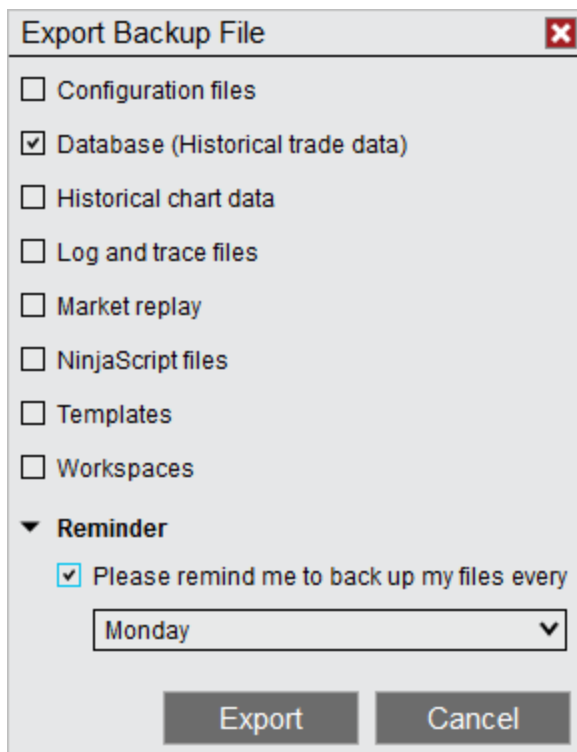 Export Backup File
Configuration files
Database (Historical trade data)
Historical chart data
Log and trace files
Market replay
NinjaScript files
Templates
Workspaces
Reminder
Please remind me to back up my files every
Monday
Export Cancel